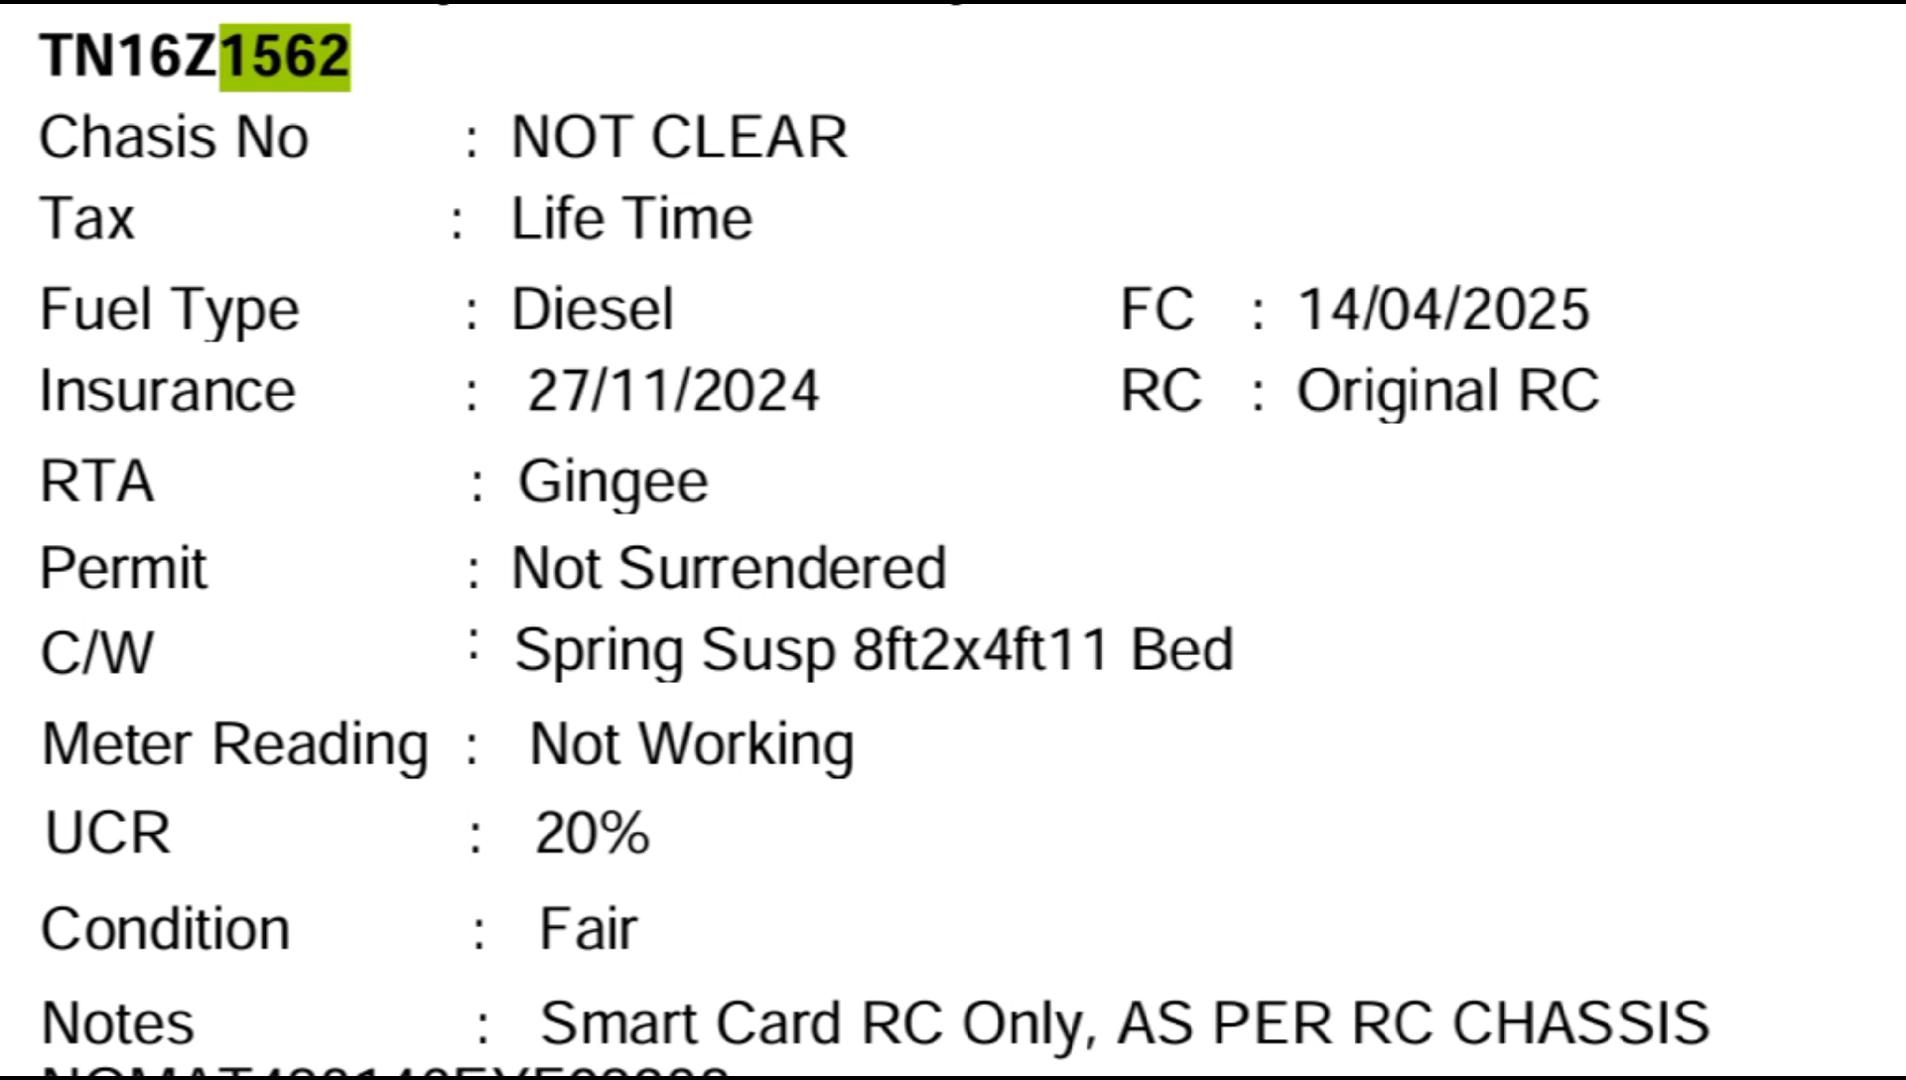 TN16Z1562
Chasis No : NOT CLEAR
Tax : Life Time
Fuel Type : Diesel FC : 14/04/2025
Insurance : 27/11/2024 RC : Original RC
RTA : Gingee
Permit : Not Surrendered
C/W : Spring Susp 8ft2x4ft11 Bed
Meter Reading : Not Working
UCR : 20%
Condition : Fair
Notes : Smart Card RC Only, AS PER RC CHASSIS